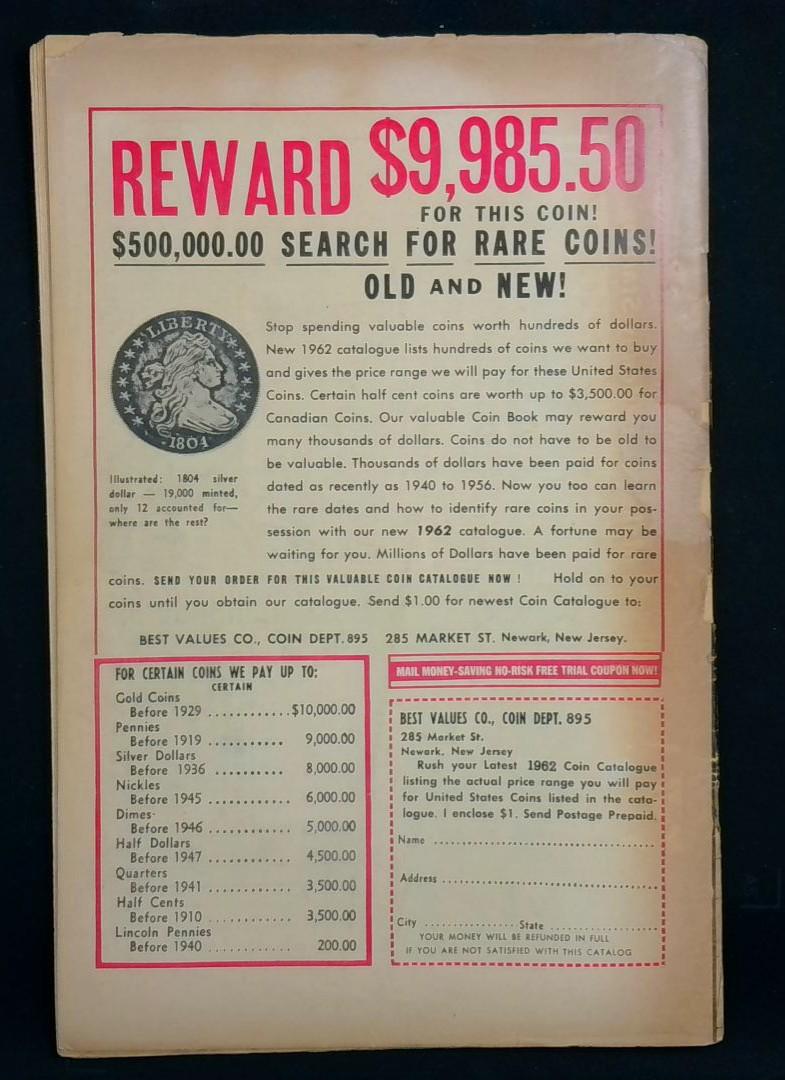 REWARD $9,985.50
FOR THIS COIN!
$500,000.00 SEARCH FOR RARE COINS!
OLD AND NEW!
LIBERTY
1804
Illustrated: 1804 silver
dollar — 19,000 minted,
only 12 accounted for—
where are the rest?
Stop spending valuable coins worth hundreds of dollars.
New 1962 catalogue lists hundreds of coins we want to buy
and gives the price range we will pay for these United States
Coins. Certain half cent coins are worth up to $3,500.00 for
Canadian Coins. Our valuable Coin Book may reward you
many thousands of dollars. Coins do not have to be old to
be valuable. Thousands of dollars have been paid for coins
dated as recently as 1940 to 1956. Now you too can learn
the rare dates and how to identify rare coins in your pos-
session with our new 1962 catalogue. A fortune may be
waiting for you. Millions of Dollars have been paid for rare
coins. SEND YOUR ORDER FOR THIS VALUABLE COIN CATALOGUE NOW ! Hold on to your
coins until you obtain our catalogue. Send $1.00 for newest Coin Catalogue to:
BEST VALUES CO., COIN DEPT. 895 285 MARKET ST. Newark, New Jersey.
FOR CERTAIN COINS WE PAY UP TO:
CERTAIN
Gold Coins
Before 1929 ............$10,000.00
Pennies
Before 1919 ........... 9,000.00
Silver Dollars
Before 1936 ............ 8,000.00
Nickles
Before 1945 ............ 6,000.00
Dimes
Before 1946 ............ 5,000.00
Half Dollars
Before 1947 ............ 4,500.00
Quarters
Before 1941 ............ 3,500.00
Half Cents
Before 1910 ............ 3,500.00
Lincoln Pennies
Before 1940 ............ 200.00
MAIL MONEY-SAVING NO-RISK FREE TRIAL COUPON NOW!
BEST VALUES CO., COIN DEPT. 895
285 Market St.
Newark, New Jersey
Rush your Latest 1962 Coin Catalogue
listing the actual price range you will pay
for United States Coins listed in the cata-
logue. I enclose $1. Send Postage Prepaid.
Name ........................................
Address ........................................
City ................ State ...................
YOUR MONEY WILL BE REFUNDED IN FULL
IF YOU ARE NOT SATISFIED WITH THIS CATALOG